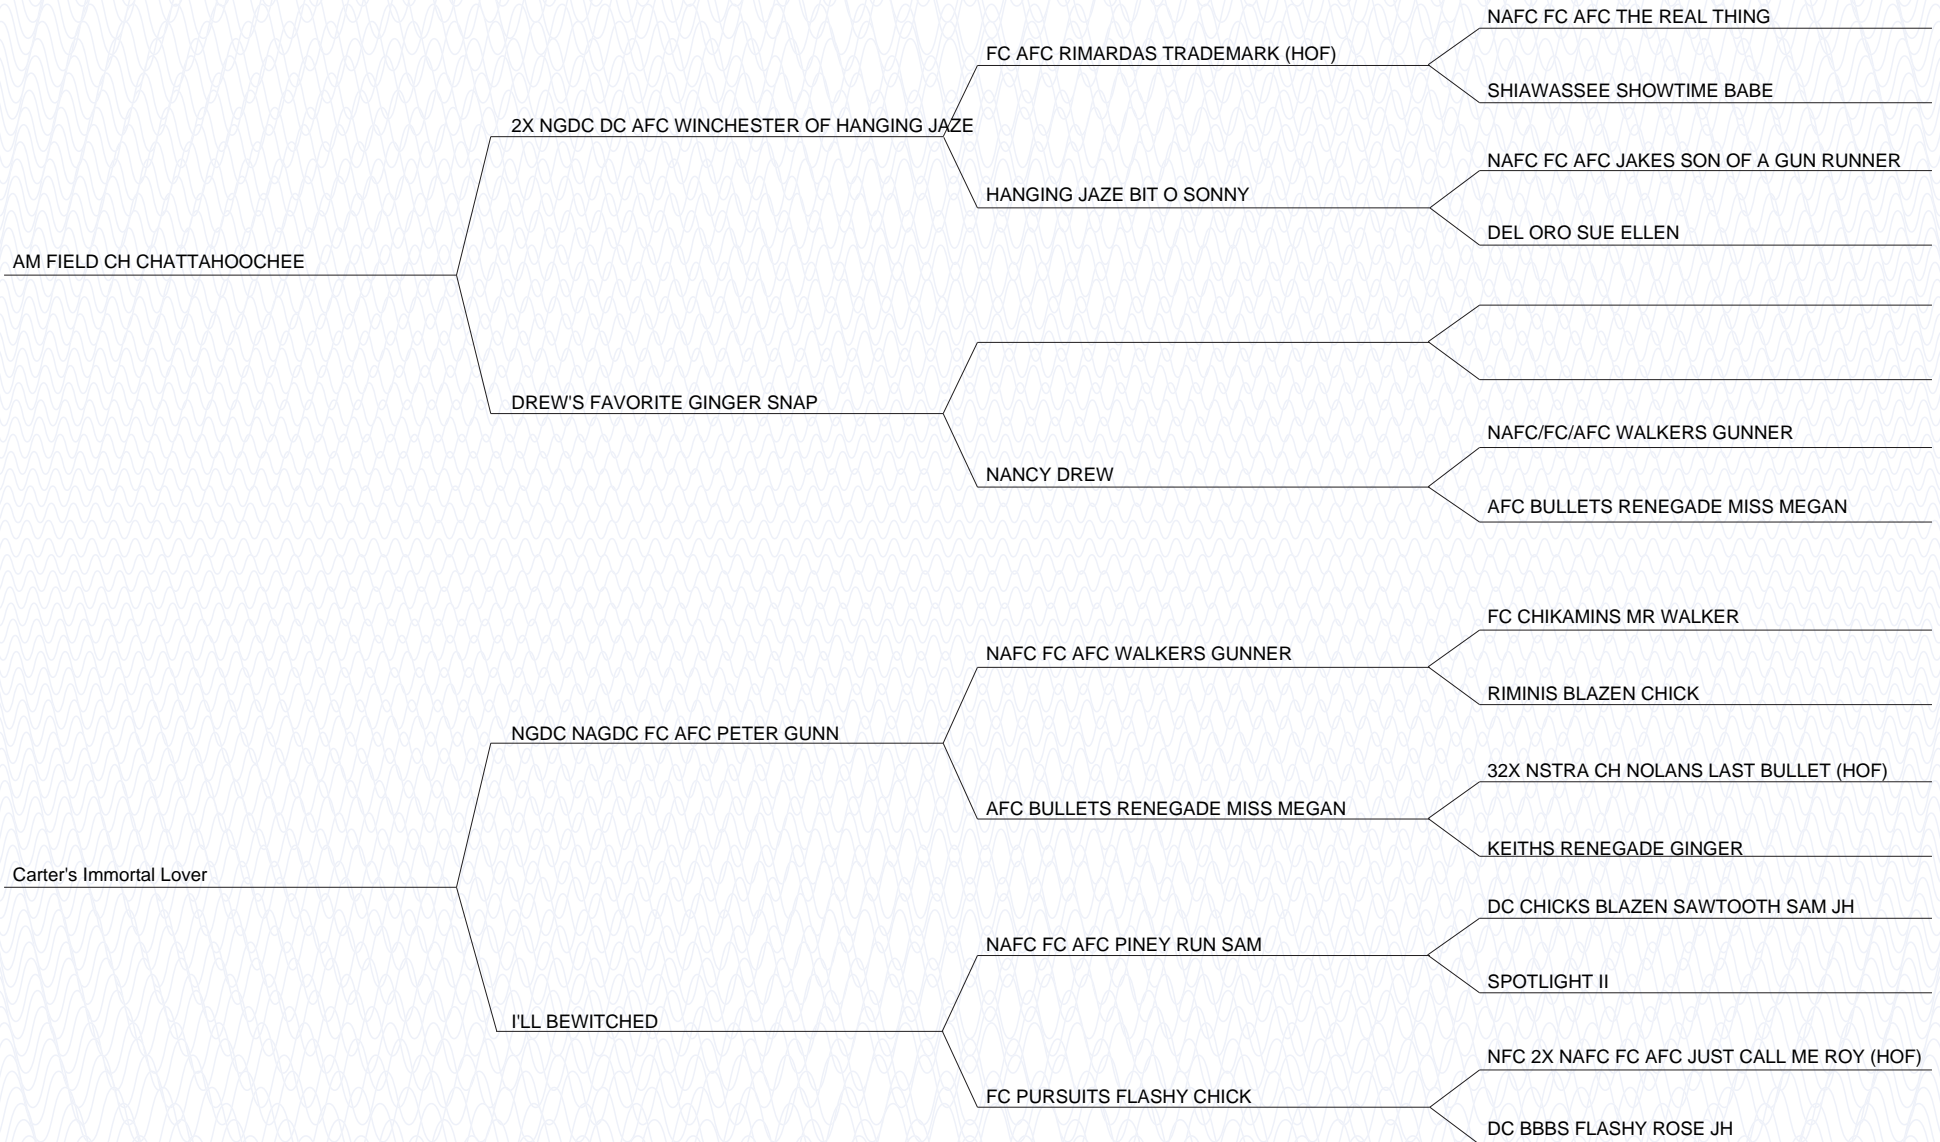 NAFC FC AFC THE REAL THING
FC AFC RIMARDAS TRADEMARK (HOF)
SHIAWASSEE SHOWTIME BABE
2X NGDC DC AFC WINCHESTER OF HANGING JAZE
NAFC FC AFC JAKES SON OF A GUN RUNNER
HANGING JAZE BIT O SONNY
DEL ORO SUE ELLEN
AM FIELD CH CHATTAHOOCHEE
DREW'S FAVORITE GINGER SNAP
NAFC/FC/AFC WALKERS GUNNER
NANCY DREW
AFC BULLETS RENEGADE MISS MEGAN
FC CHIKAMINS MR WALKER
NAFC FC AFC WALKERS GUNNER
RIMINIS BLAZEN CHICK
NGDC NAGDC FC AFC PETER GUNN
32X NSTRA CH NOLANS LAST BULLET (HOF)
AFC BULLETS RENEGADE MISS MEGAN
KEITHS RENEGADE GINGER
Carter's Immortal Lover
DC CHICKS BLAZEN SAWTOOTH SAM JH
NAFC FC AFC PINEY RUN SAM
SPOTLIGHT II
I'LL BEWITCHED
NFC 2X NAFC FC AFC JUST CALL ME ROY (HOF)
FC PURSUITS FLASHY CHICK
DC BBBS FLASHY ROSE JH